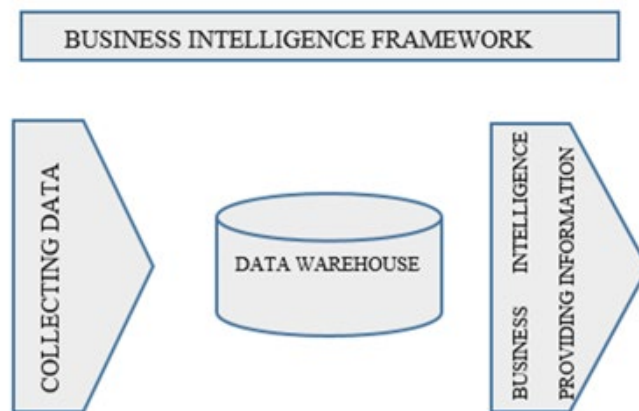 BUSINESS INTELLIGENCE FRAMEWORK
COLLECTING DATA
DATA WAREHOUSE
BUSINESS INTELLIGENCE
PROVIDING INFORMATION